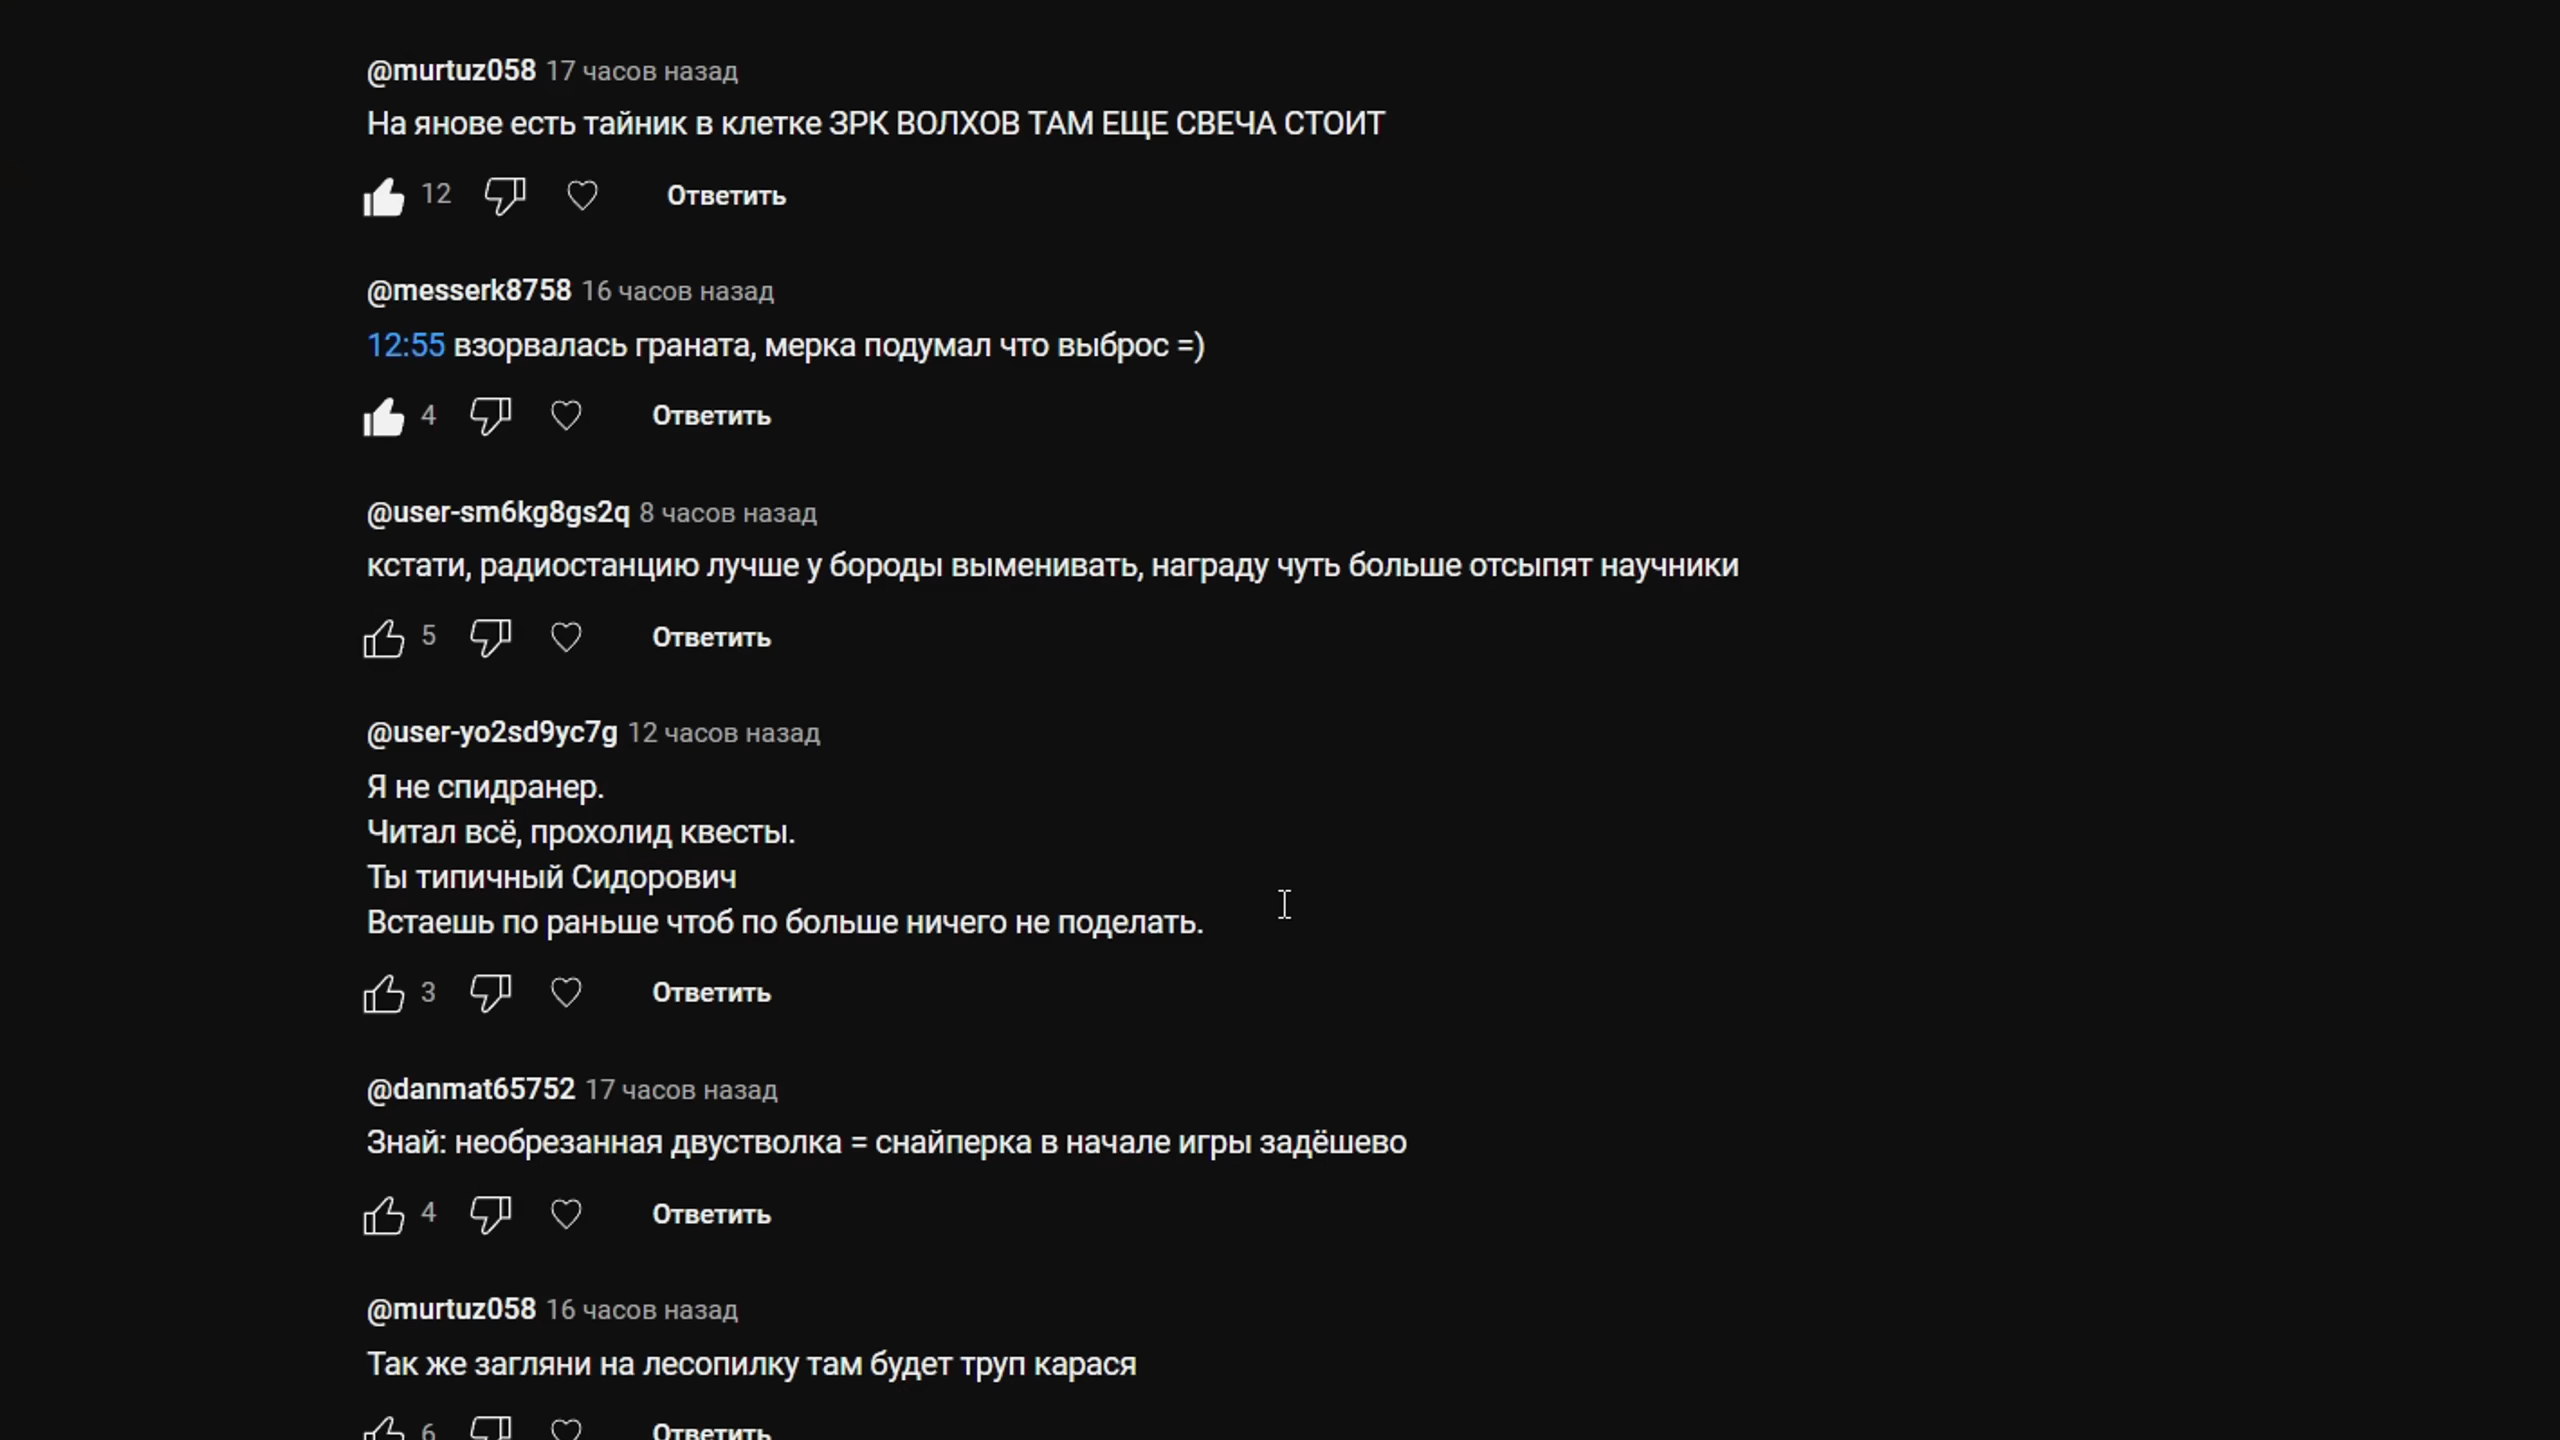 @murtuz058 17 часов назад
На янове есть тайник в клетке ЗРК ВОЛХОВ ТАМ ЕЩЕ СВЕЧА СТОИТ
12 Ответить
@messerk8758 16 часов назад
12:55 взорвалась граната, мерка подумал что выброс =)
4 Ответить
@user-sm6kg8gs2q 8 часов назад
кстати, радиостанцию лучше у бороды выменивать, награду чуть больше отсыпят научники
5 Ответить
@user-yo2sd9yc7g 12 часов назад
Я не спидранер.
Читал всё, прохолид квесты.
Ты типичный Сидорович
Встаешь по раньше чтоб по больше ничего не поделать.
3 Ответить
@danmat65752 17 часов назад
Знай: необрезанная двустволка = снайперка в начале игры задёшево
4 Ответить
@murtuz058 16 часов назад
Так же загляни на лесопилку там будет труп карася
6 Ответить